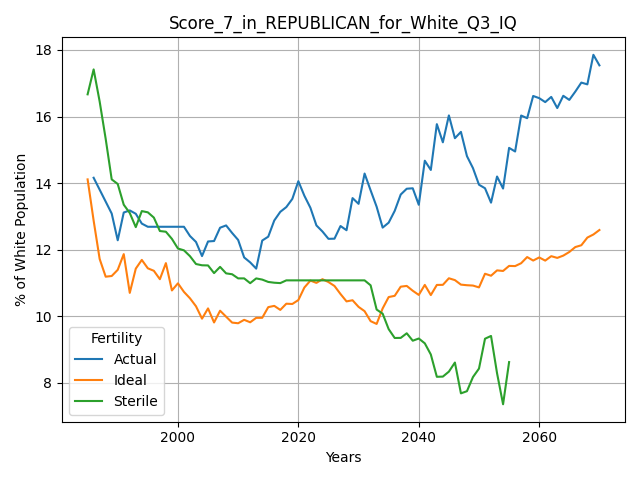 Score_7_in_REPUBLICAN_for_White_Q3_IQ
18
16
14
12
10
8
% of White Population
Fertility
Actual
Ideal
Sterile
2000 2020 2040 2060
Years